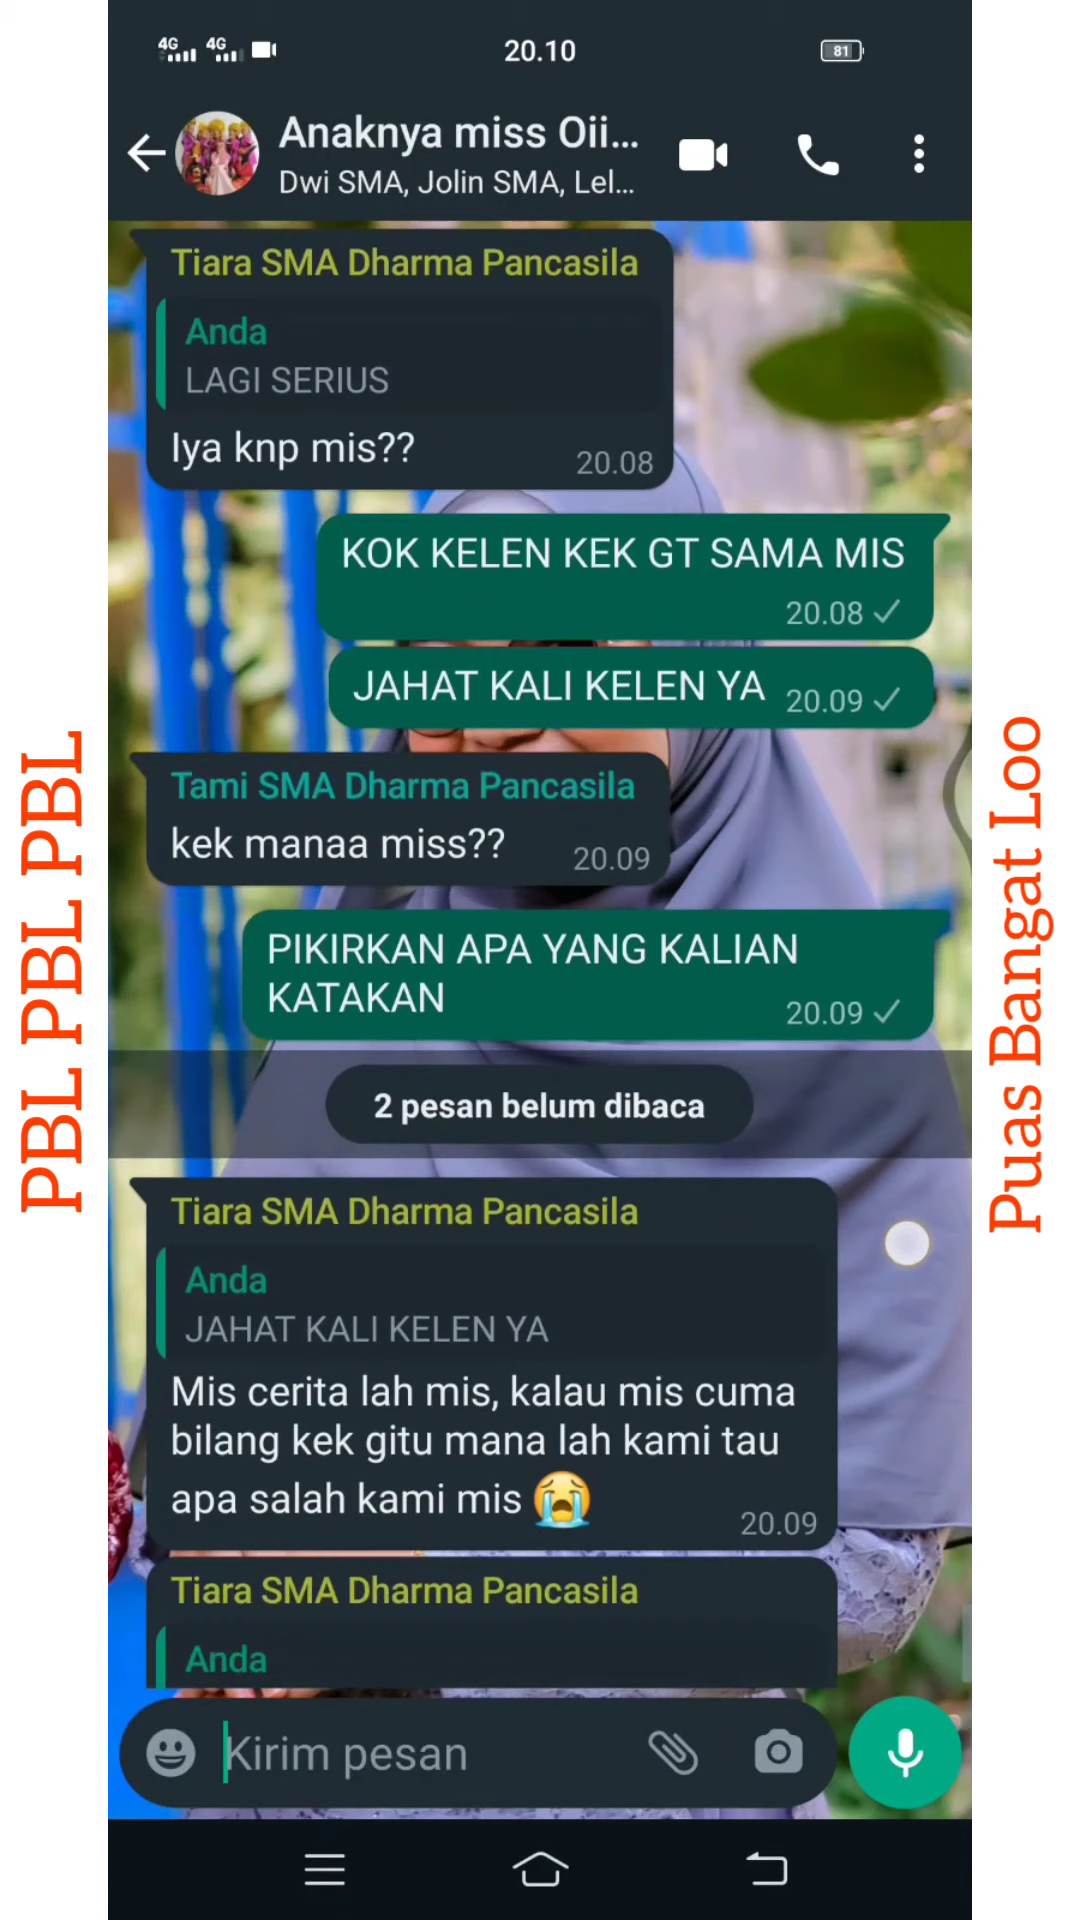 4G 4G 20.10 81
Anaknya miss Oii...
Dwi SMA, Jolin SMA, Lel...
Tiara SMA Dharma Pancasila
Anda
LAGI SERIUS
Iya knp mis??
20.08
KOK KELEN KEK GT SAMA MIS
20.08
JAHAT KALI KELEN YA 20.09
Tami SMA Dharma Pancasila
kek manaa miss?? 20.09
PIKIRKAN APA YANG KALIAN
KATAKAN 20.09
2 pesan belum dibaca
Tiara SMA Dharma Pancasila
Anda
JAHAT KALI KELEN YA
Mis cerita lah mis, kalau mis cuma
bilang kek gitu mana lah kami tau
apa salah kami mis 😭
20.09
Tiara SMA Dharma Pancasila
Anda
Kirim pesan
PBL PBL PBL PBL PBL
Puas Bangat Loo